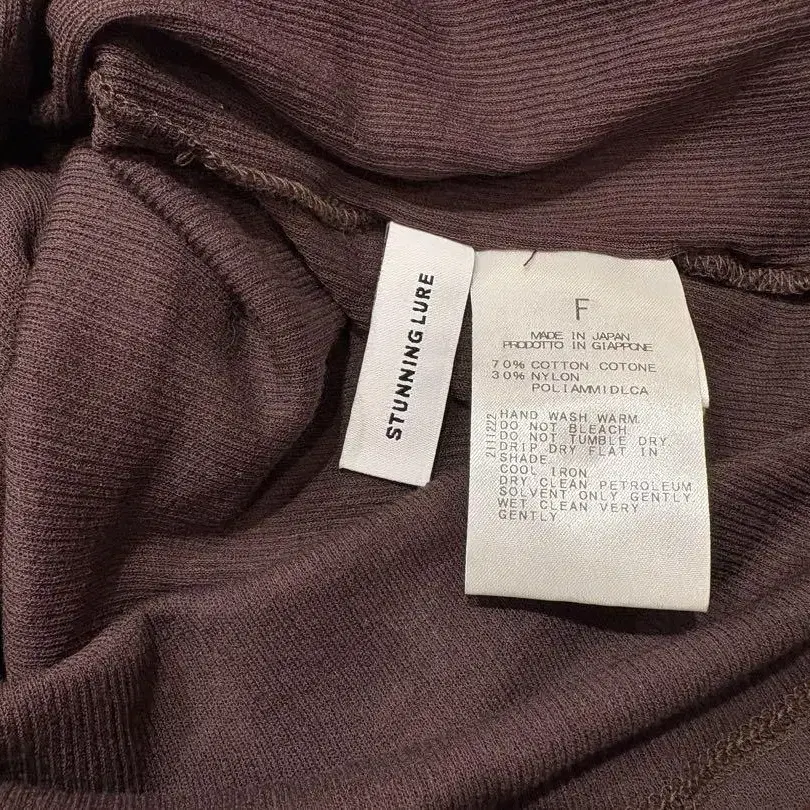 STUNNING LURE
F
MADE IN JAPAN
PRODOTTO IN GIAPPONE
70% COTTON COTONE
30% NYLON
POLIAMMIDLCA
HAND WASH WARM
DO NOT BLEACH
DO NOT TUMBLE DRY
DRIP DRY FLAT IN
SHADE
COOL IRON
DRY CLEAN PETROLEUM
SOLVENT ONLY GENTLY
WET CLEAN VERY
GENTLY